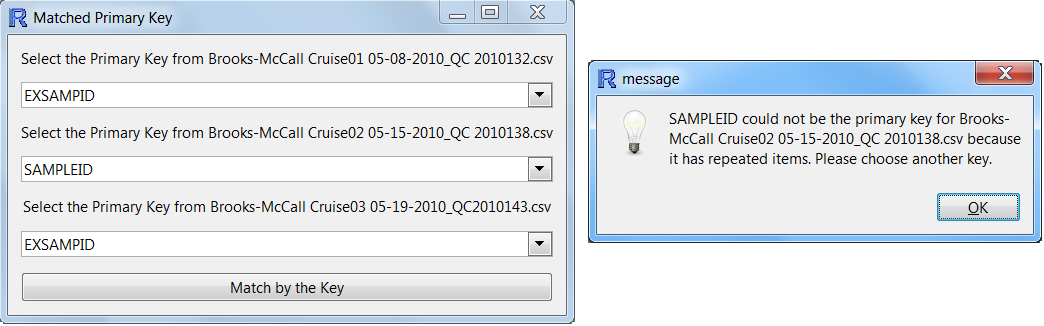 Matched Primary Key
Select the Primary Key from Brooks-McCall Cruise01 05-08-2010_QC 2010132.csv
EXSAMPID
Select the Primary Key from Brooks-McCall Cruise02 05-15-2010_QC 2010138.csv
SAMPLEID
Select the Primary Key from Brooks-McCall Cruise03 05-19-2010_QC2010143.csv
EXSAMPID
Match by the Key
message
SAMPLEID could not be the primary key for Brooks-
McCall Cruise02 05-15-2010_QC 2010138.csv because
it has repeated items. Please choose another key.
OK